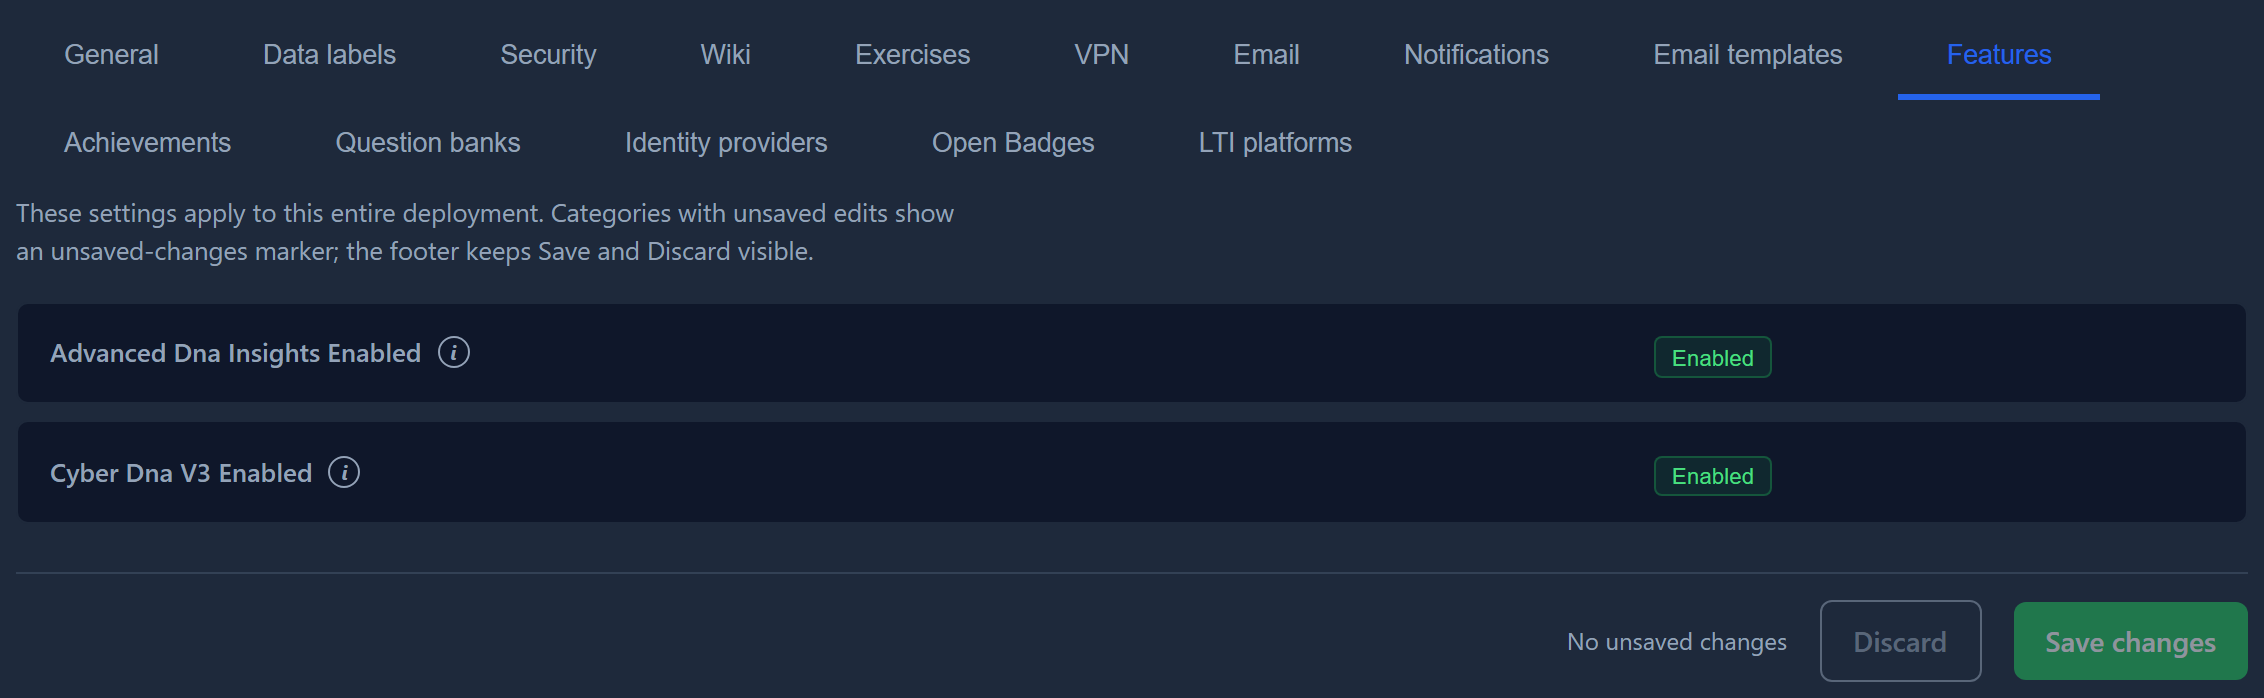 General Data labels Security Wiki Exercises VPN Email Notifications Email templates Features
Achievements Question banks Identity providers Open Badges LTI platforms
These settings apply to this entire deployment. Categories with unsaved edits show
an unsaved-changes marker; the footer keeps Save and Discard visible.
Advanced Dna Insights Enabled i Enabled
Cyber Dna V3 Enabled i Enabled
No unsaved changes Discard Save changes